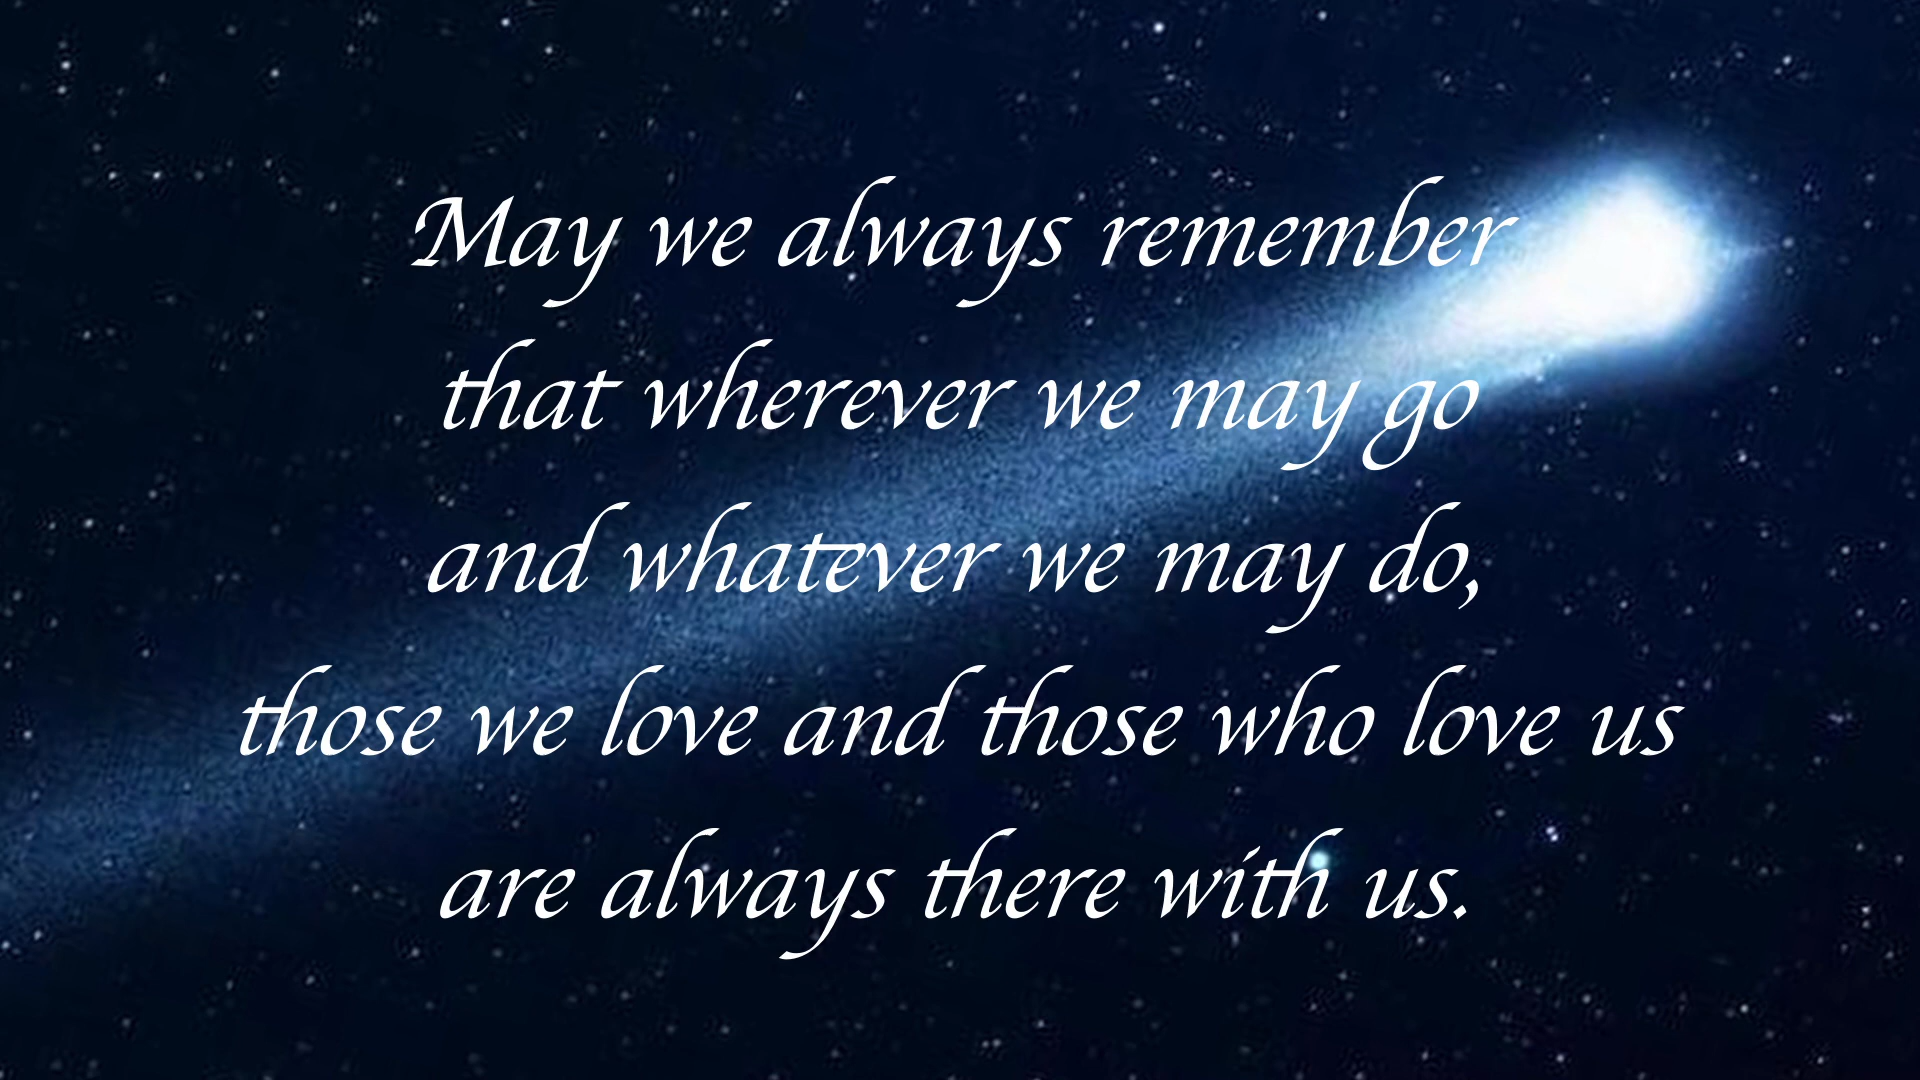 May we always remember
that wherever we may go
and whatever we may do,
those we love and those who love us
are always there with us.